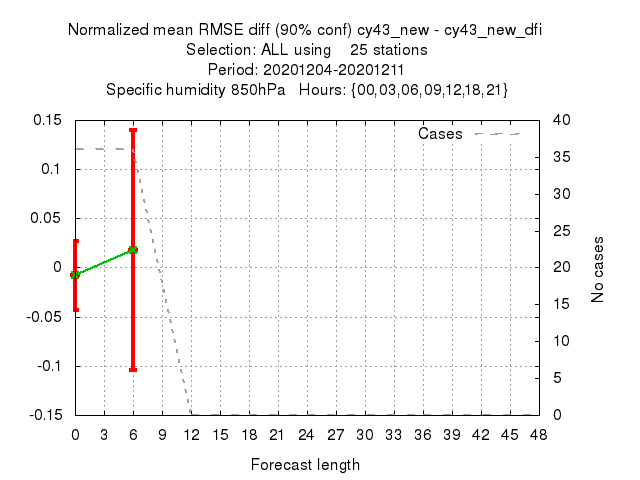 Normalized mean RMSE diff (90% conf) cy43_new - cy43_new_dfi
Selection: ALL using    25 stations
Period: 20201204-20201211
Specific humidity 850hPa   Hours: {00,03,06,09,12,18,21}
Cases
0.15
0.1
0.05
0
-0.05
-0.1
-0.15
40
35
30
25
20
15
10
5
0
No cases
0 3 6 9 12 15 18 21 24 27 30 33 36 39 42 45 48
Forecast length